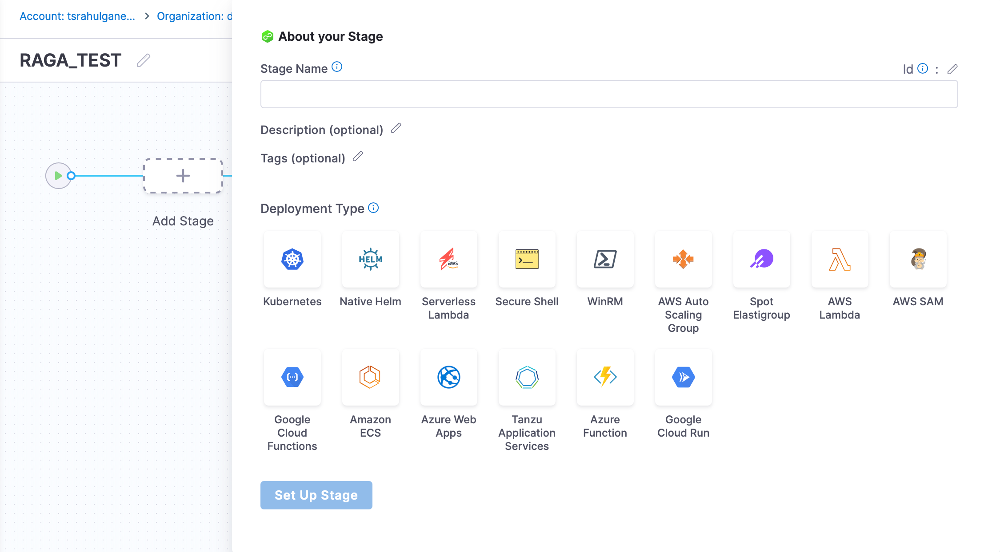 Account: tsrahulgane... > Organization: d
RAGA_TEST
Add Stage
About your Stage
Stage Name
Id :
Description (optional)
Tags (optional)
Deployment Type
HELM
aws
Kubernetes
Native Helm
Serverless
Lambda
Secure Shell
WinRM
AWS Auto
Scaling
Group
Spot
Elastigroup
AWS
Lambda
AWS SAM
Google
Cloud
Functions
Amazon
ECS
Azure Web
Apps
Tanzu
Application
Services
Azure
Function
Google
Cloud Run
Set Up Stage